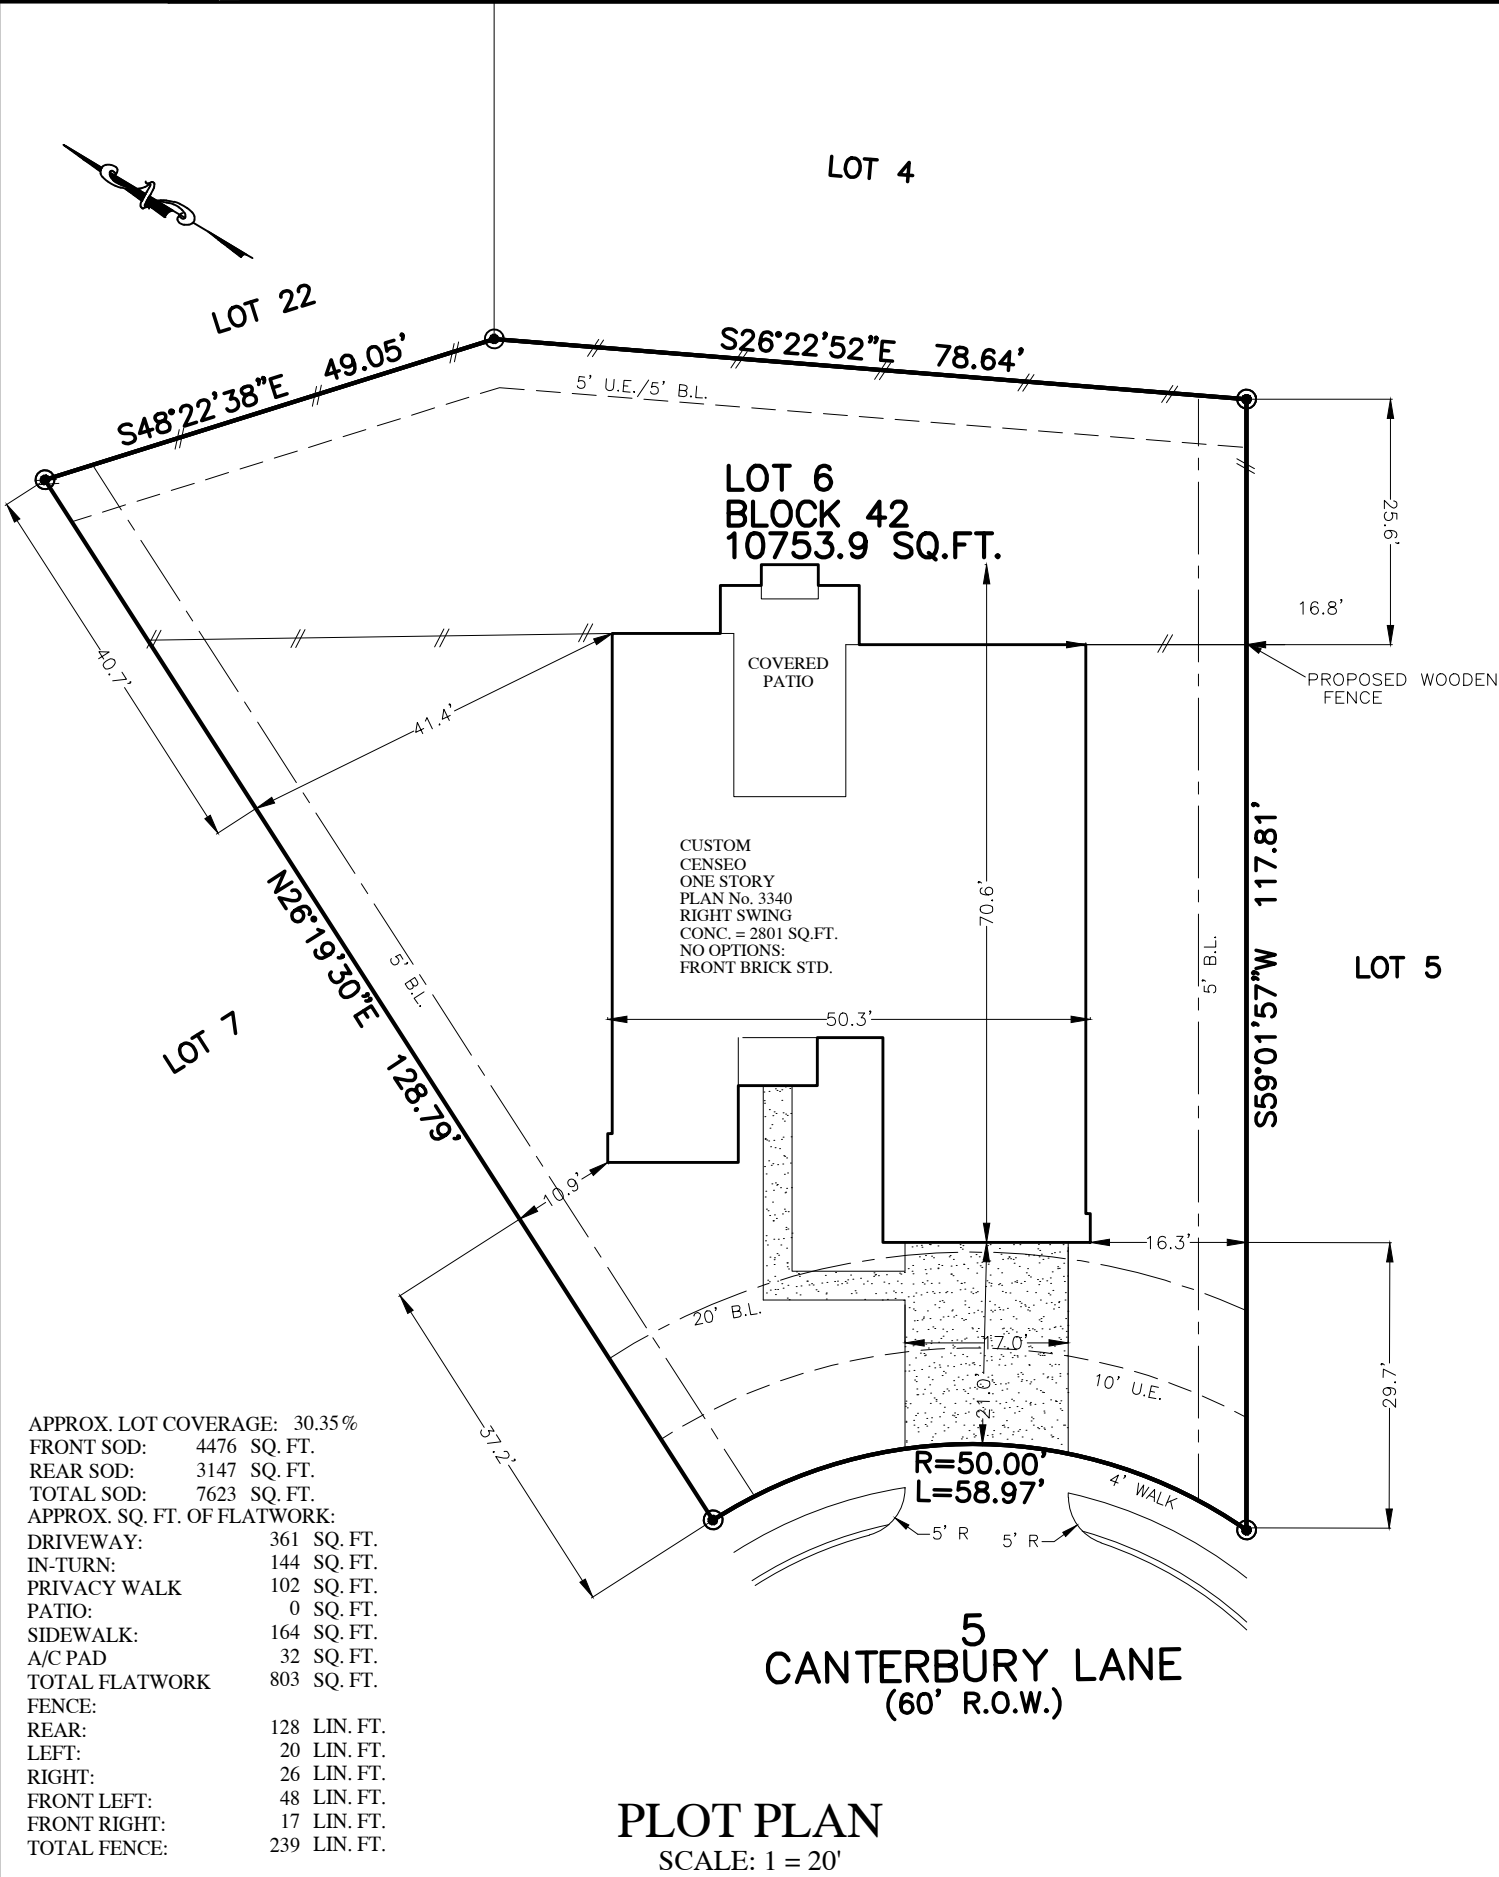 LOT 4
LOT 22
S48°22'38"E 49.05'
S26°22'52"E 78.64'
5' U.E./5' B.L.
LOT 6
BLOCK 42
10753.9 SQ.FT.
25.6'
16.8'
PROPOSED WOODEN
FENCE
COVERED
PATIO
40.7'
41.4'
CUSTOM
CENSEO
ONE STORY
PLAN No. 3340
RIGHT SWING
CONC. = 2801 SQ.FT.
NO OPTIONS:
FRONT BRICK STD.
70.6'
50.3'
N26°19'30"E 128.79'
5' B.L.
LOT 7
5' B.L.
S59°01'57"W 117.81'
LOT 5
10.9'
16.3'
20' B.L.
17.0'
21.0'
10' U.E.
29.7'
37.2'
R=50.00'
L=58.97'
4' WALK
5' R
5' R
5
CANTERBURY LANE
(60' R.O.W.)
APPROX. LOT COVERAGE: 30.35%
FRONT SOD: 4476 SQ. FT.
REAR SOD: 3147 SQ. FT.
TOTAL SOD: 7623 SQ. FT.
APPROX. SQ. FT. OF FLATWORK:
DRIVEWAY: 361 SQ. FT.
IN-TURN: 144 SQ. FT.
PRIVACY WALK 102 SQ. FT.
PATIO: 0 SQ. FT.
SIDEWALK: 164 SQ. FT.
A/C PAD 32 SQ. FT.
TOTAL FLATWORK 803 SQ. FT.
FENCE:
REAR: 128 LIN. FT.
LEFT: 20 LIN. FT.
RIGHT: 26 LIN. FT.
FRONT LEFT: 48 LIN. FT.
FRONT RIGHT: 17 LIN. FT.
TOTAL FENCE: 239 LIN. FT.
PLOT PLAN
SCALE: 1 = 20'